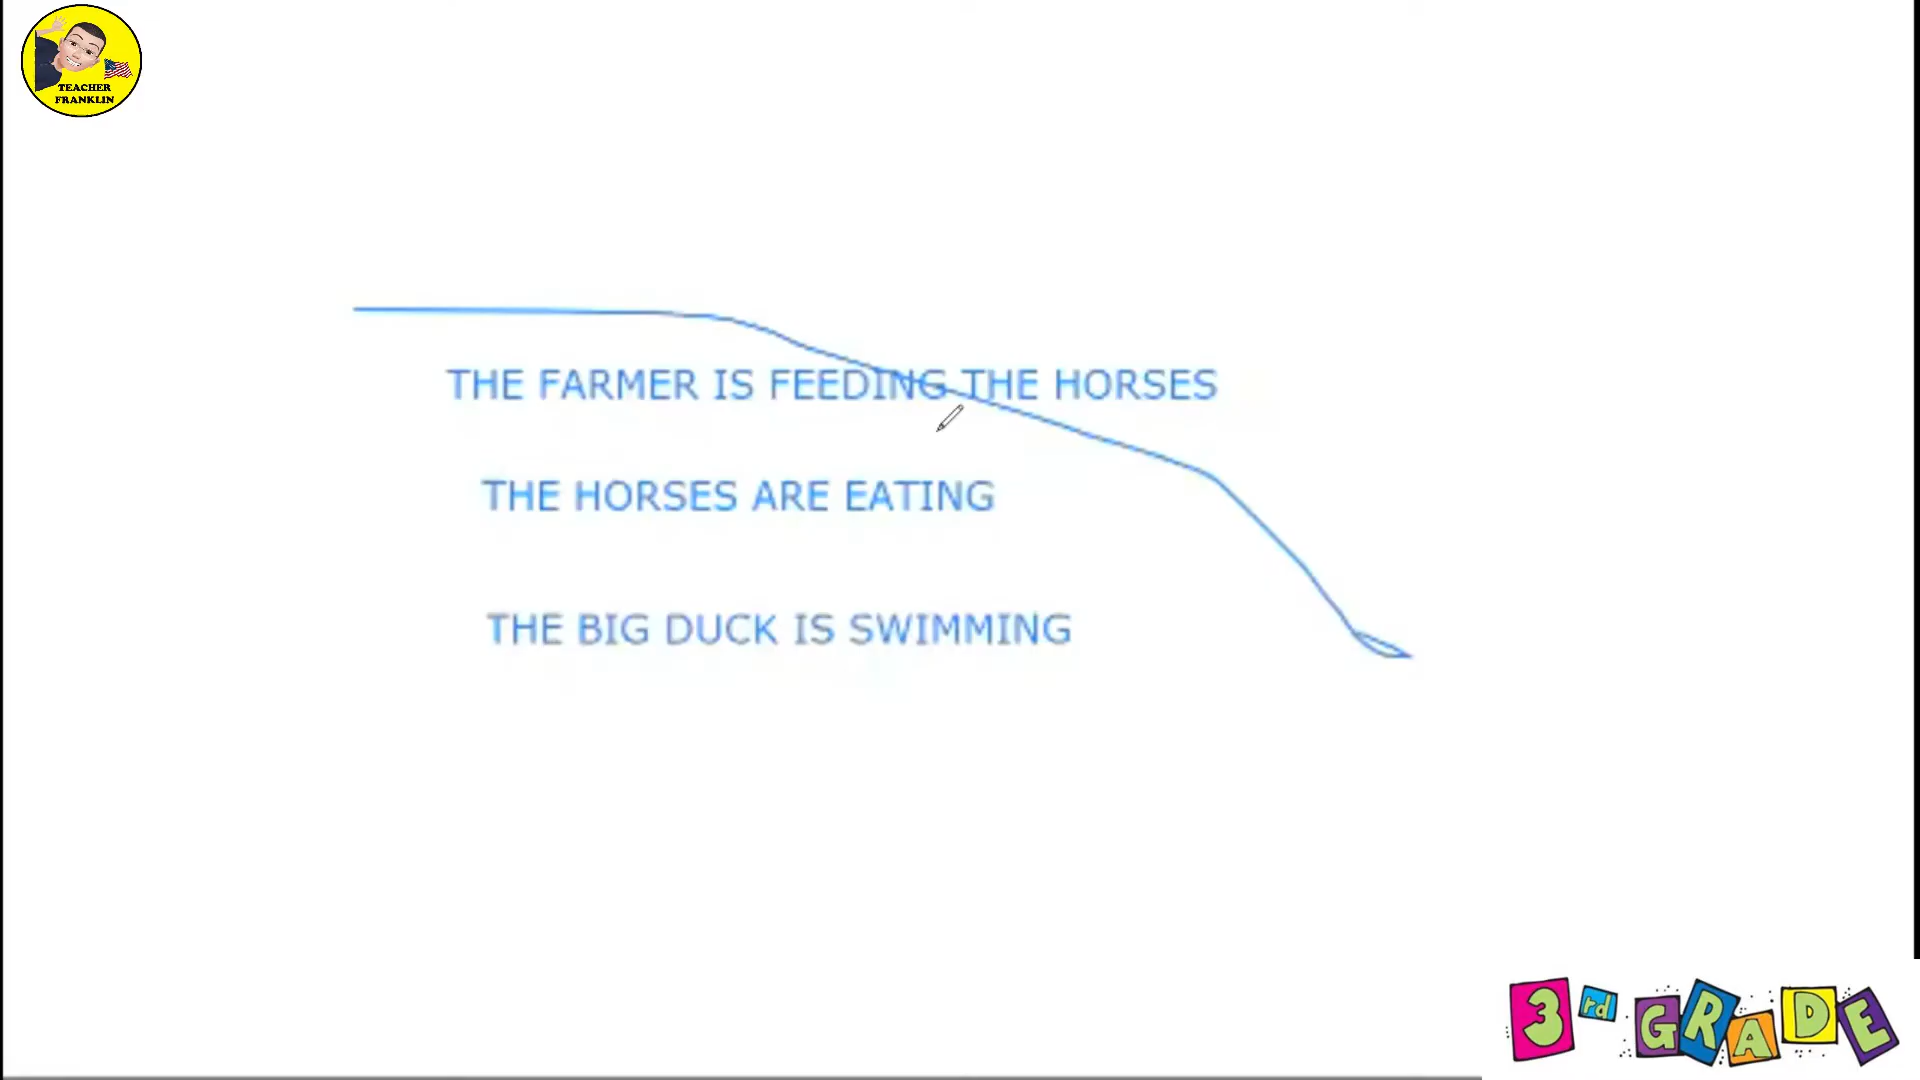 TEACHER
FRANKLIN
THE FARMER IS FEEDING THE HORSES
THE HORSES ARE EATING
THE BIG DUCK IS SWIMMING
3rd GRADE